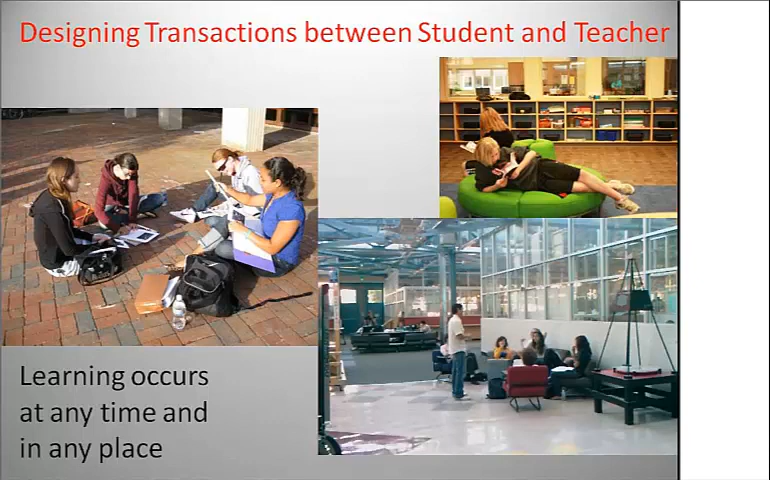 Designing Transactions between Student and Teacher
Learning occurs
at any time and
in any place